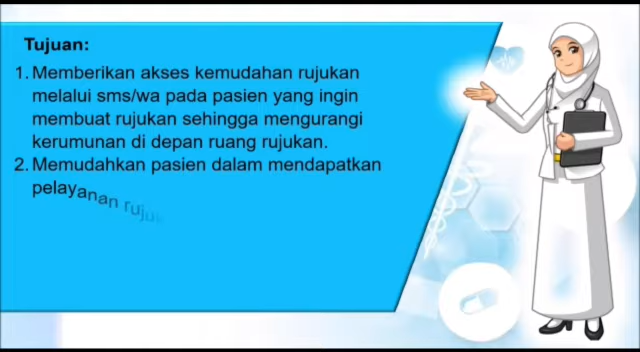 Tujuan:
1. Memberikan akses kemudahan rujukan
melalui sms/wa pada pasien yang ingin
membuat rujukan sehingga mengurangi
kerumunan di depan ruang rujukan.
2. Memudahkan pasien dalam mendapatkan
pelayanan